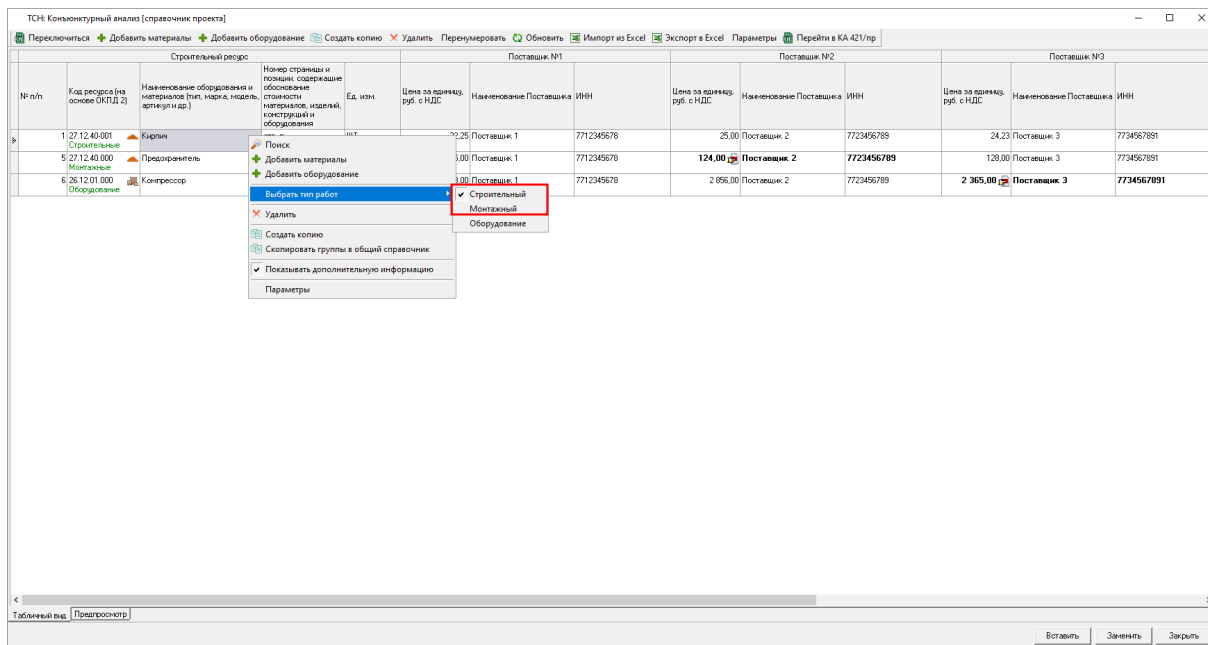 ТСН: Конъюнктурный анализ [справочник проекта]
Переключиться Добавить материалы Добавить оборудование Создать копию Удалить Перенумеровать Обновить Импорт из Excel Экспорт в Excel Параметры Перейти в КА 421/пр
Строительный ресурс Поставщик №1 Поставщик №2 Поставщик №3
№ п/п
Код ресурса (на
основе ОКПД 2)
Наименование оборудования и
материалов (тип, марка, модель,
артикул и др.)
Номер страницы и
позиции, содержащие
обоснование
стоимости
материалов, изделий,
конструкций и
оборудования
Ед. изм.
Цена за единицу,
руб. с НДС
Наименование Поставщика ИНН
Цена за единицу,
руб. с НДС
Наименование Поставщика ИНН
Цена за единицу,
руб. с НДС
Наименование Поставщика ИНН
1 27.12.40-001 Кирпич 22,25 Поставщик 1 7712345678 25,00 Поставщик 2 7723456789 24,23 Поставщик 3 7734567891
Строительные
5 27.12.40.000 Предохранитель 5,00 Поставщик 1 7712345678 124,00 Поставщик 2 7723456789 128,00 Поставщик 3 7734567891
Монтажные
6 26.12.01.000 Компрессор Поставщик 1 7712345678 2 856,00 Поставщик 2 7723456789 2 365,00 Поставщик 3 7734567891
Оборудование
Поиск
Добавить материалы
Добавить оборудование
Выбрать тип работ
Удалить
Создать копию
Скопировать группы в общий справочник
Показывать дополнительную информацию
Параметры
Строительный
Монтажный
Оборудование
Табличный вид Предпросмотр
Вставить Заменить Закрыть